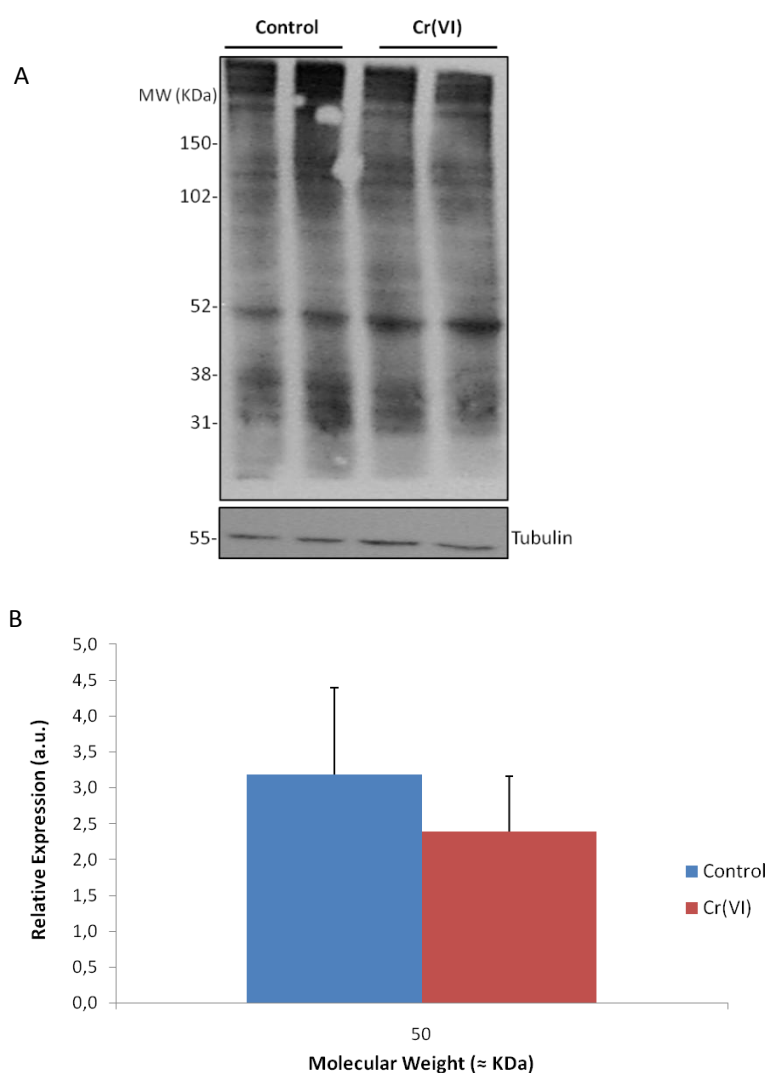 Control Cr(VI)
A
MW (KDa)
150-
102-
52-
38-
31-
55- Tubulin
B
5,0
4,5
4,0
3,5
3,0
2,5
2,0
1,5
1,0
0,5
0,0
Relative Expression (a.u.)
Control
Cr(VI)
50
Molecular Weight (≈ KDa)